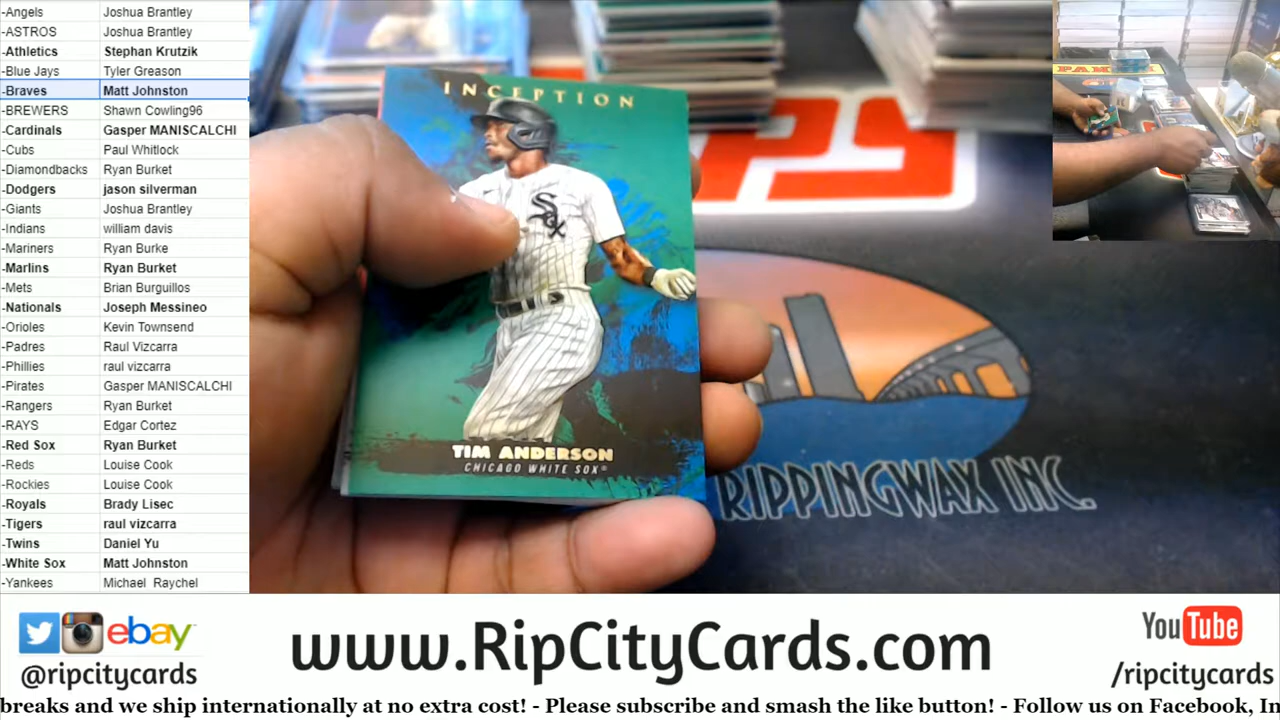 -Angels Joshua Brantley
-ASTROS Joshua Brantley
-Athletics Stephan Krutzik
-Blue Jays Tyler Greason
-Braves Matt Johnston
-BREWERS Shawn Cowling96
-Cardinals Gasper MANISCALCHI
-Cubs Paul Whitlock
-Diamondbacks Ryan Burket
-Dodgers jason silverman
-Giants Joshua Brantley
-Indians william davis
-Mariners Ryan Burke
-Marlins Ryan Burket
-Mets Brian Burguillos
-Nationals Joseph Messineo
-Orioles Kevin Townsend
-Padres Raul Vizcarra
-Phillies raul vizcarra
-Pirates Gasper MANISCALCHI
-Rangers Ryan Burket
-RAYS Edgar Cortez
-Red Sox Ryan Burket
-Reds Louise Cook
-Rockies Louise Cook
-Royals Brady Lisec
-Tigers raul vizcarra
-Twins Daniel Yu
-White Sox Matt Johnston
-Yankees Michael Raychel
INCEPTION
Sox
TIM ANDERSON
CHICAGO WHITE SOX®
RIPPINGWAX INC.
ebay
@ripcitycards
www.RipCityCards.com
YouTube
/ripcitycards
breaks and we ship internationally at no extra cost! - Please subscribe and smash the like button! - Follow us on Facebook, In